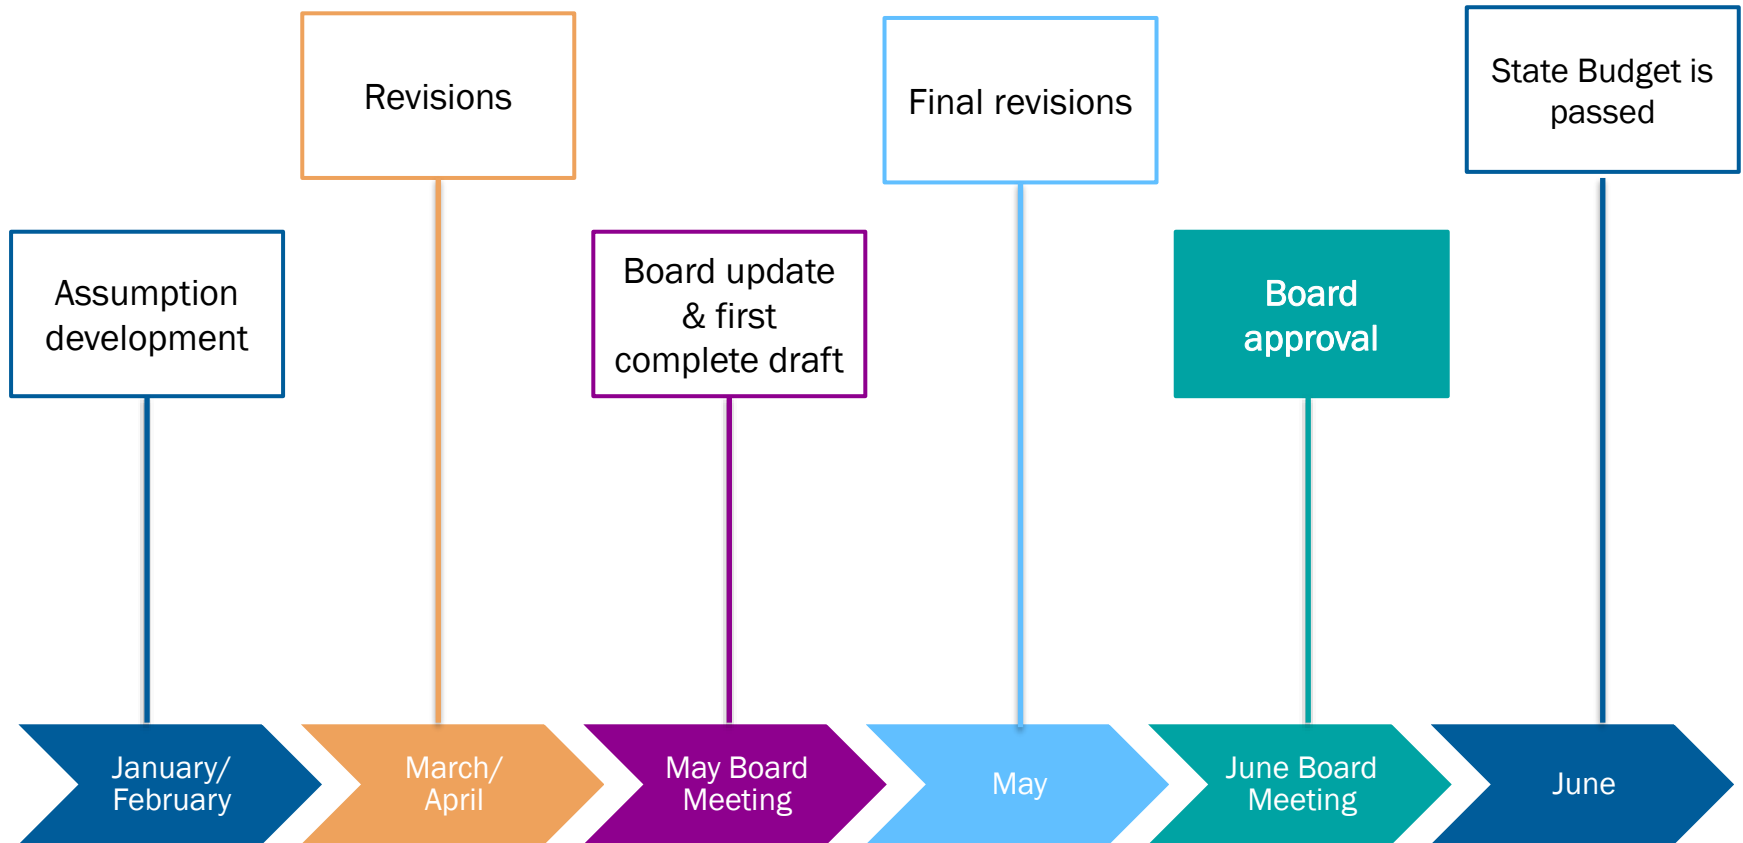 Revisions
Final revisions
State Budget is
passed
Assumption
development
Board update
& first
complete draft
Board
approval
January/
February
March/
April
May Board
Meeting
May
June Board
Meeting
June